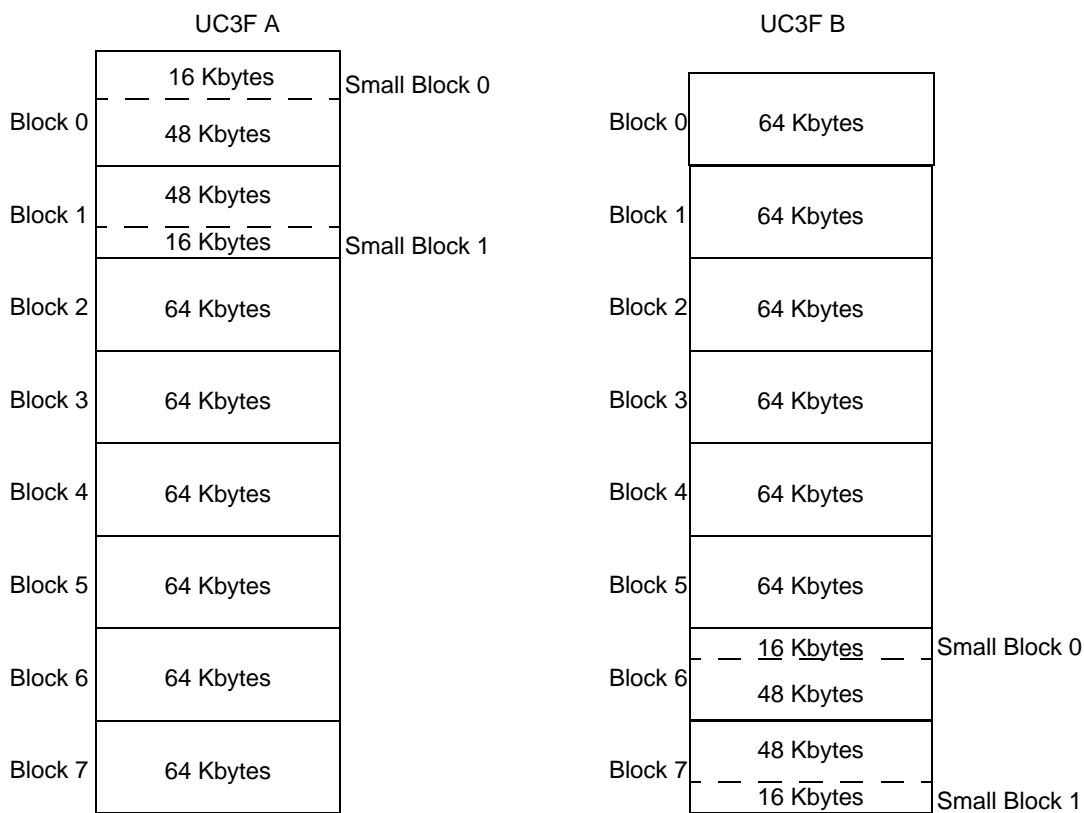 UC3F A
16 Kbytes
Small Block 0
Block 0
48 Kbytes
48 Kbytes
Block 1
16 Kbytes
Small Block 1
Block 2
64 Kbytes
Block 3
64 Kbytes
Block 4
64 Kbytes
Block 5
64 Kbytes
Block 6
64 Kbytes
Block 7
64 Kbytes
UC3F B
Block 0
64 Kbytes
Block 1
64 Kbytes
Block 2
64 Kbytes
Block 3
64 Kbytes
Block 4
64 Kbytes
Block 5
64 Kbytes
16 Kbytes
Small Block 0
Block 6
48 Kbytes
48 Kbytes
Block 7
16 Kbytes
Small Block 1